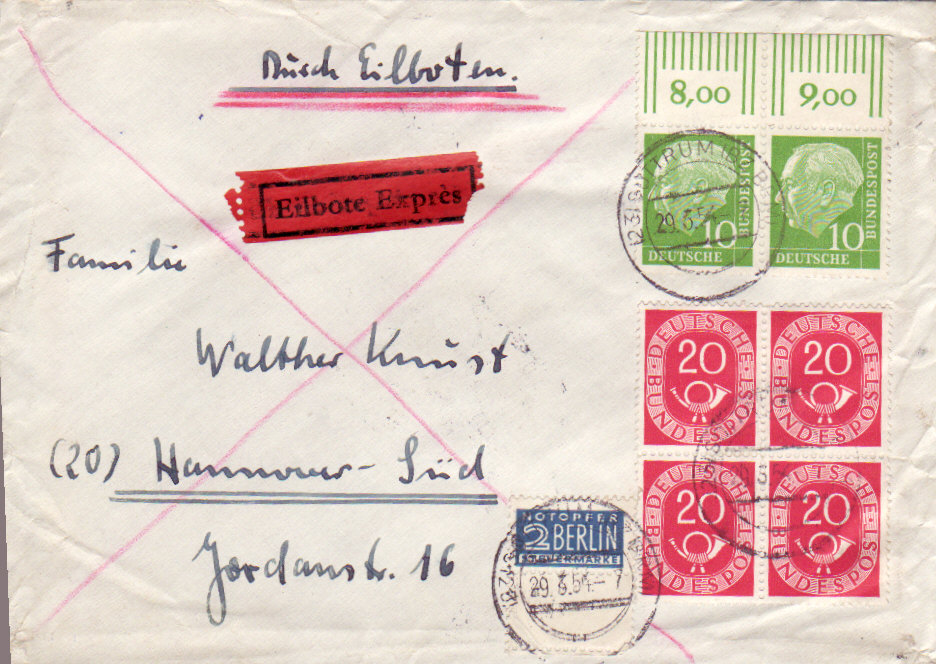 Durch Eilboten.
8,00 9,00
Eilbote Exprès
10 BUNDESPOST
DEUTSCHE
10 BUNDESPOST
DEUTSCHE
29.3.54
Familie
Walther Knust
(20) Hannover-Süd
Jordanstr. 16
DEUTSCHE BUNDESPOST
20
DEUTSCHE BUNDESPOST
20
DEUTSCHE BUNDESPOST
20
DEUTSCHE BUNDESPOST
20
NOTOPFER
2 BERLIN
STEUERMARKE
29.3.54.-7